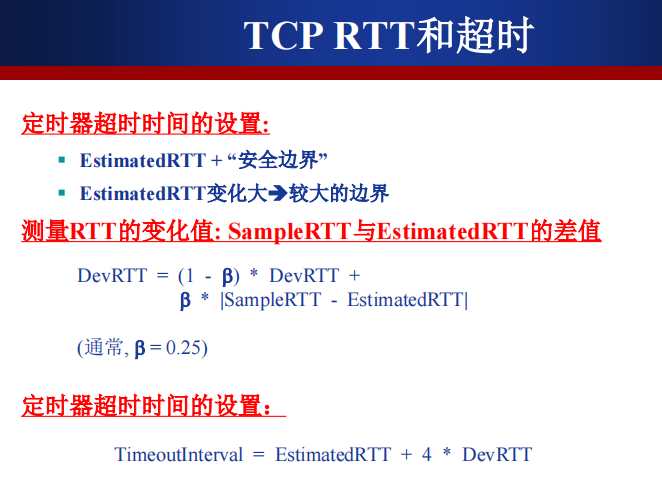 TCP RTT和超时
定时器超时时间的设置:
▪ EstimatedRTT + “安全边界”
▪ EstimatedRTT变化大➔较大的边界
测量RTT的变化值: SampleRTT与EstimatedRTT的差值
DevRTT = (1 - β) * DevRTT +
β * |SampleRTT - EstimatedRTT|
(通常, β = 0.25)
定时器超时时间的设置：
TimeoutInterval = EstimatedRTT + 4 * DevRTT